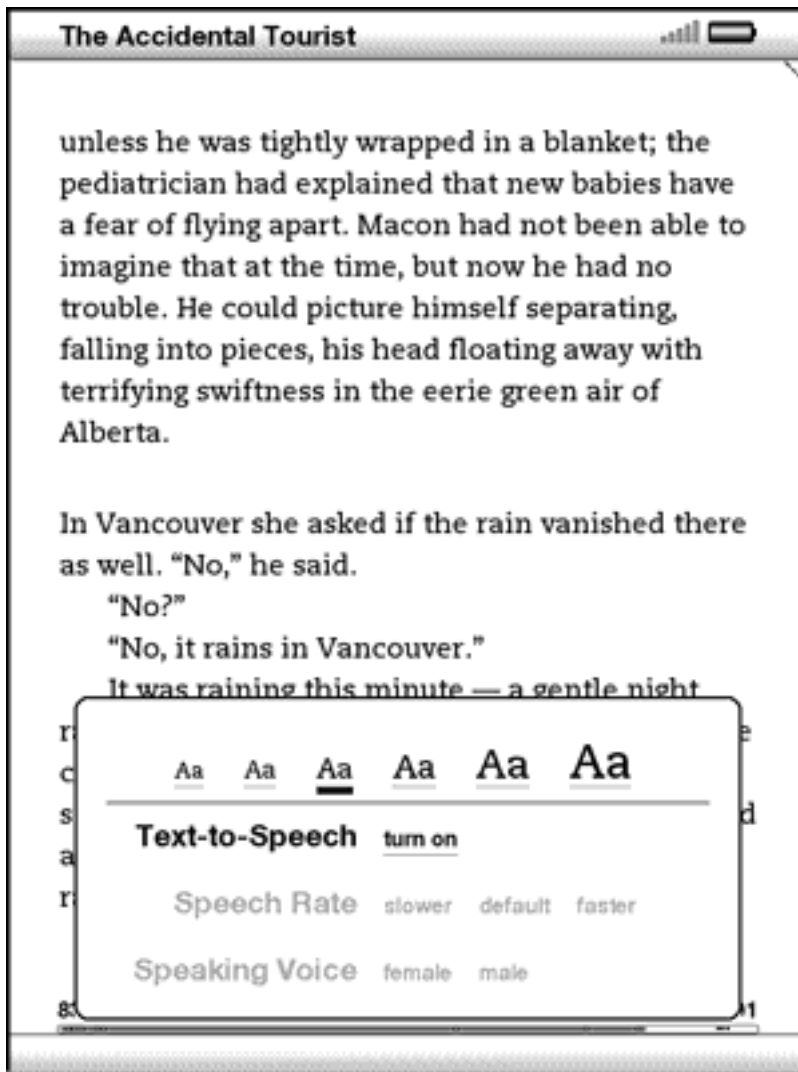 The Accidental Tourist
unless he was tightly wrapped in a blanket; the
pediatrician had explained that new babies have
a fear of flying apart. Macon had not been able to
imagine that at the time, but now he had no
trouble. He could picture himself separating,
falling into pieces, his head floating away with
terrifying swiftness in the eerie green air of
Alberta.
In Vancouver she asked if the rain vanished there
as well. “No,” he said.
“No?”
“No, it rains in Vancouver.”
It was raining this minute — a gentle night
Aa Aa Aa Aa Aa Aa
Text-to-Speech turn on
Speech Rate slower default faster
Speaking Voice female male